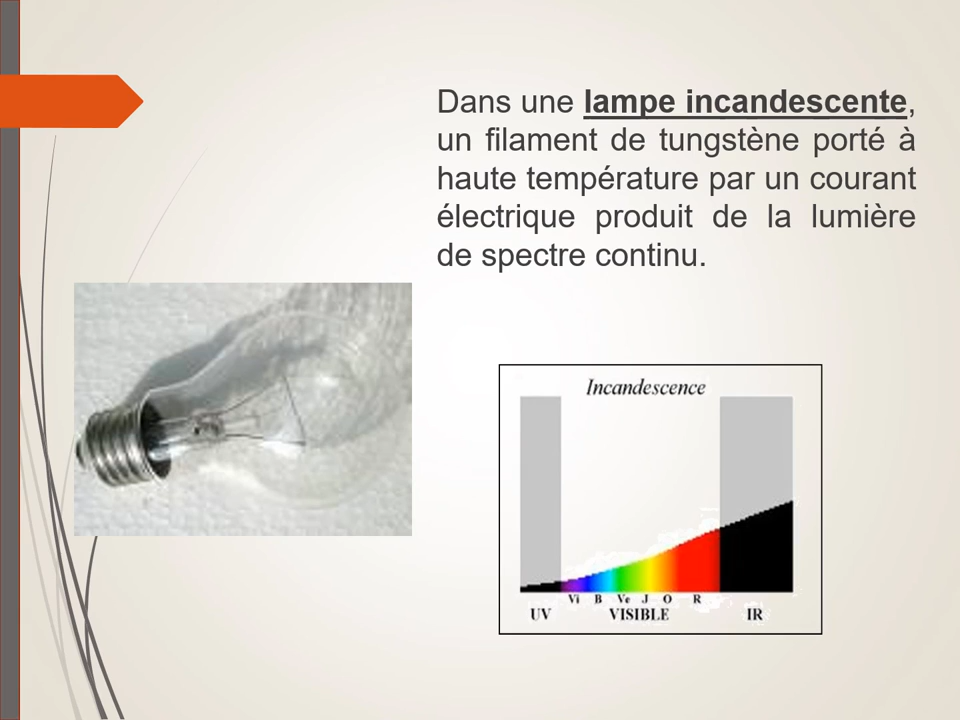 Dans une lampe incandescente,
un filament de tungstène porté à
haute température par un courant
électrique produit de la lumière
de spectre continu.
Incandescence
Vi B Ve J O R
UV VISIBLE IR